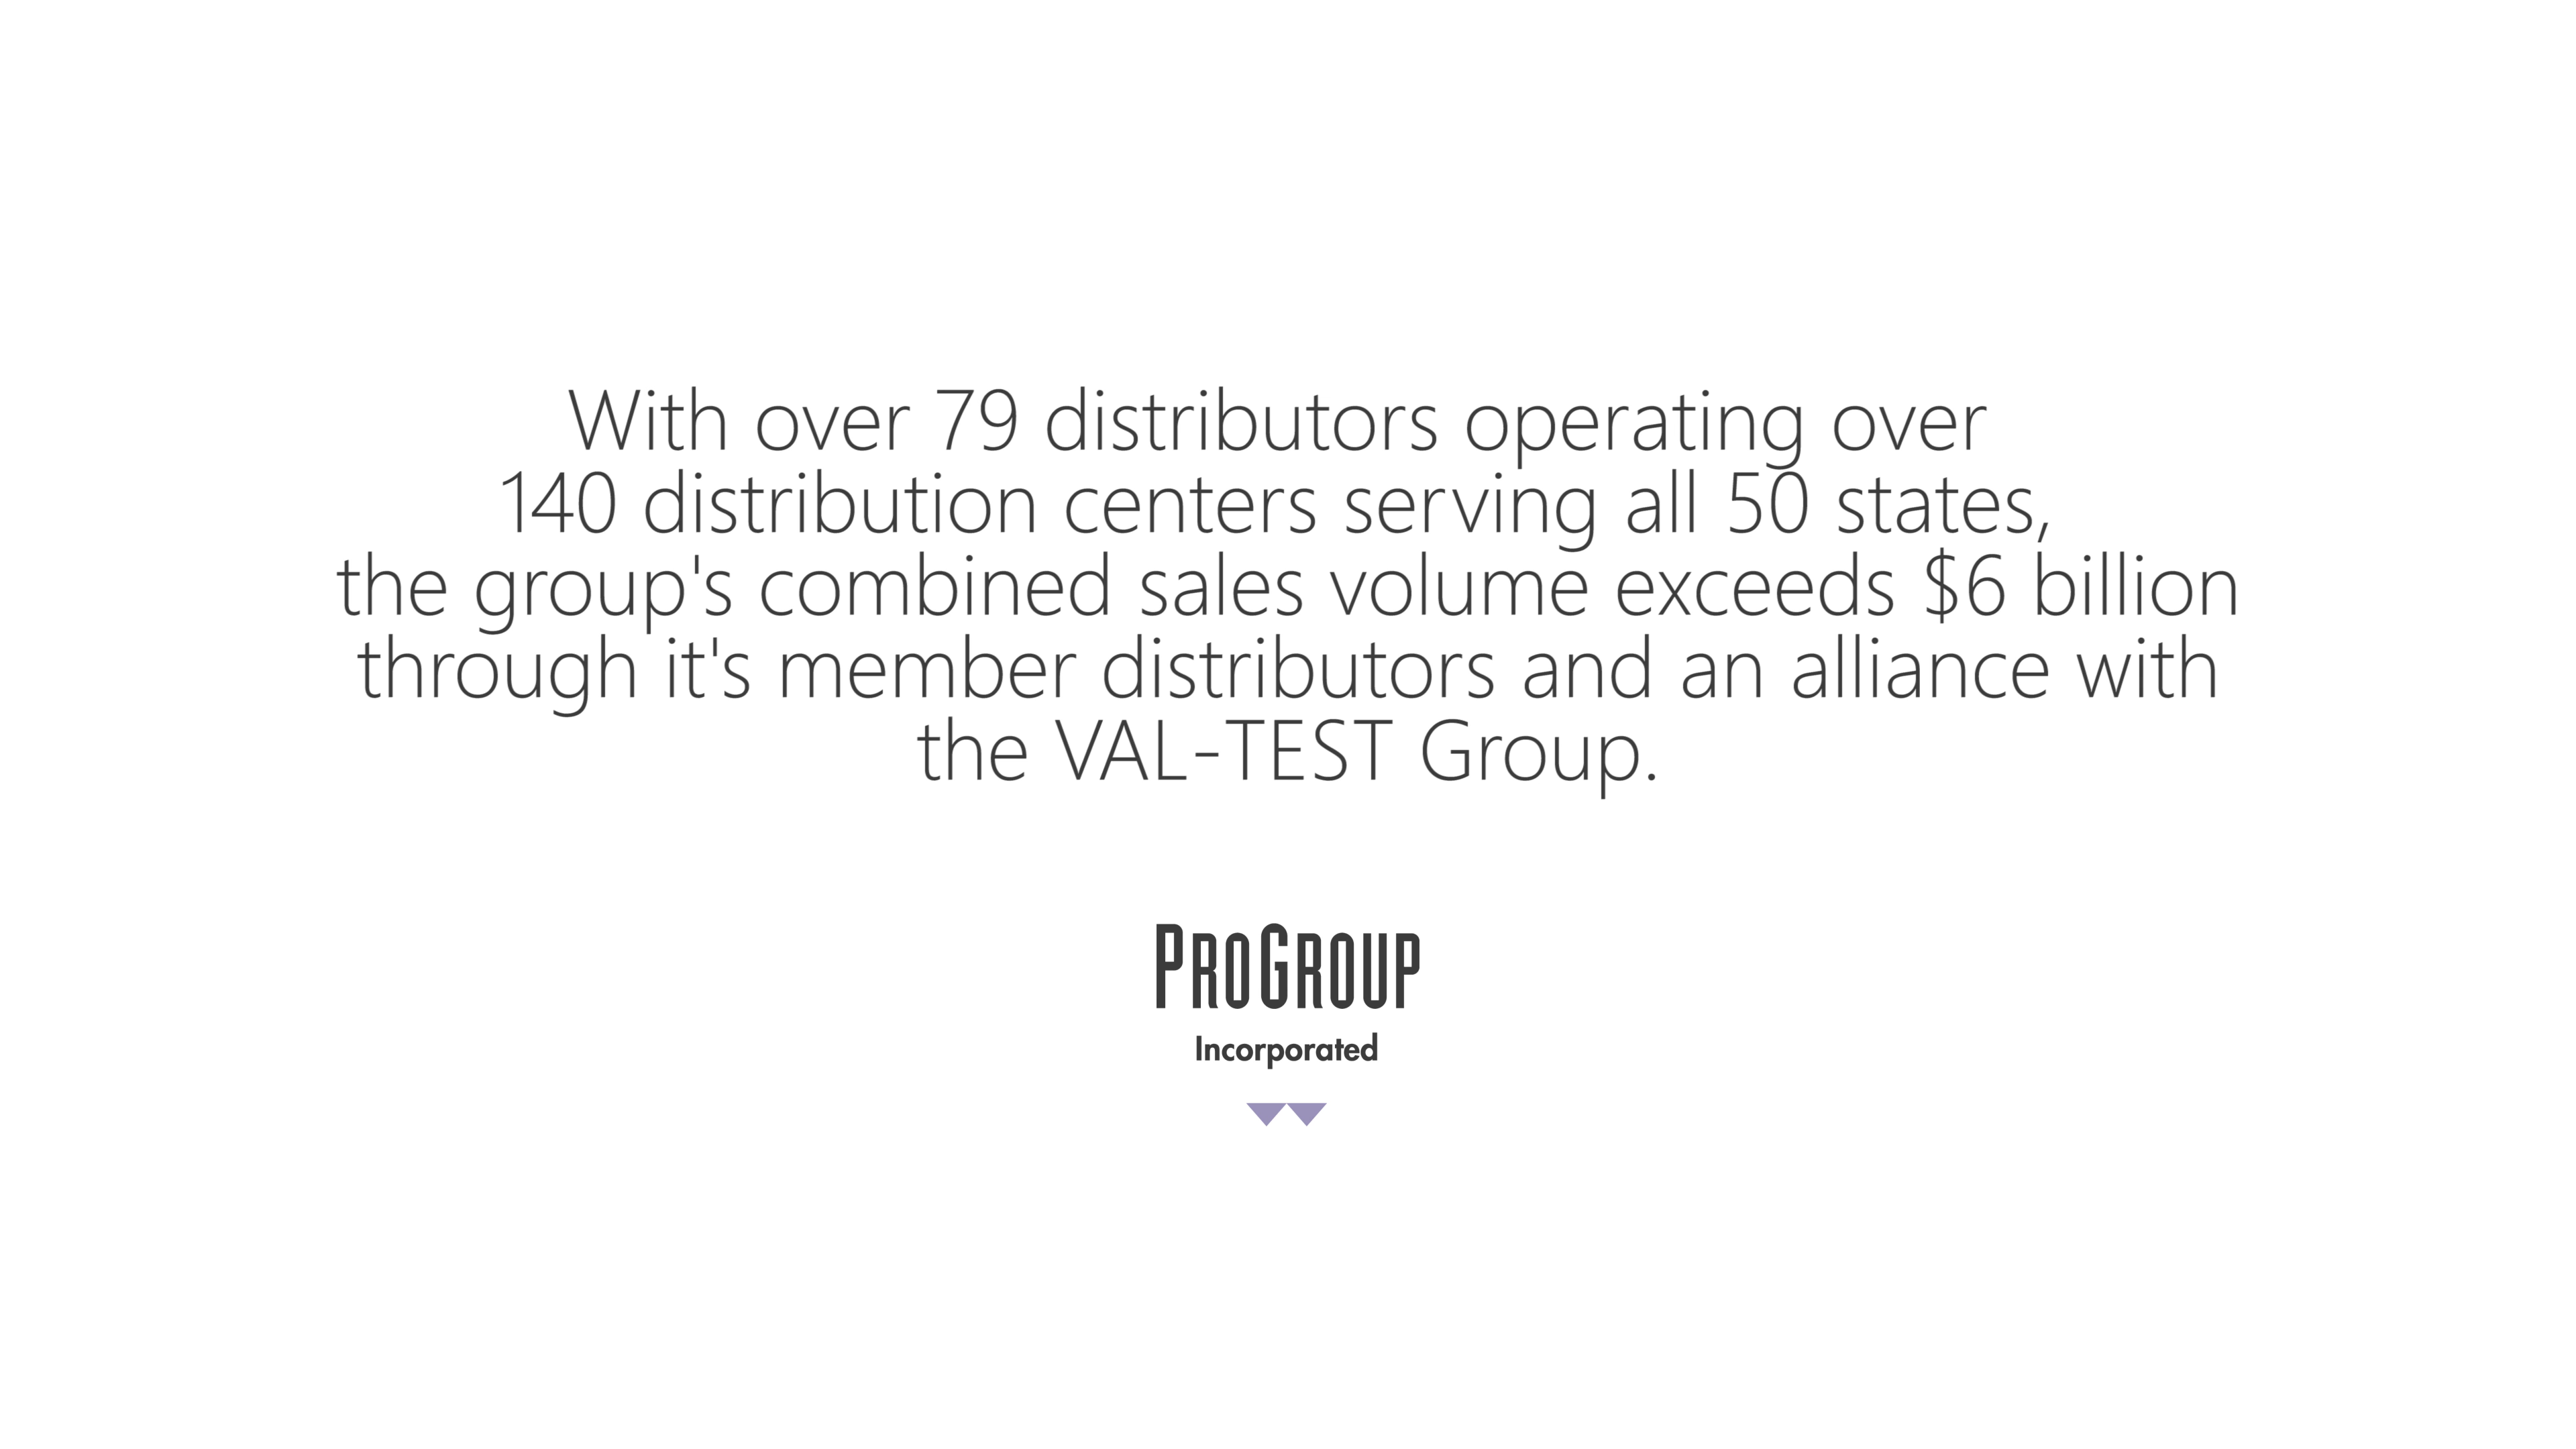 With over 79 distributors operating over
140 distribution centers serving all 50 states,
the group's combined sales volume exceeds $6 billion
through it's member distributors and an alliance with
the VAL-TEST Group.
PROGROUP
Incorporated